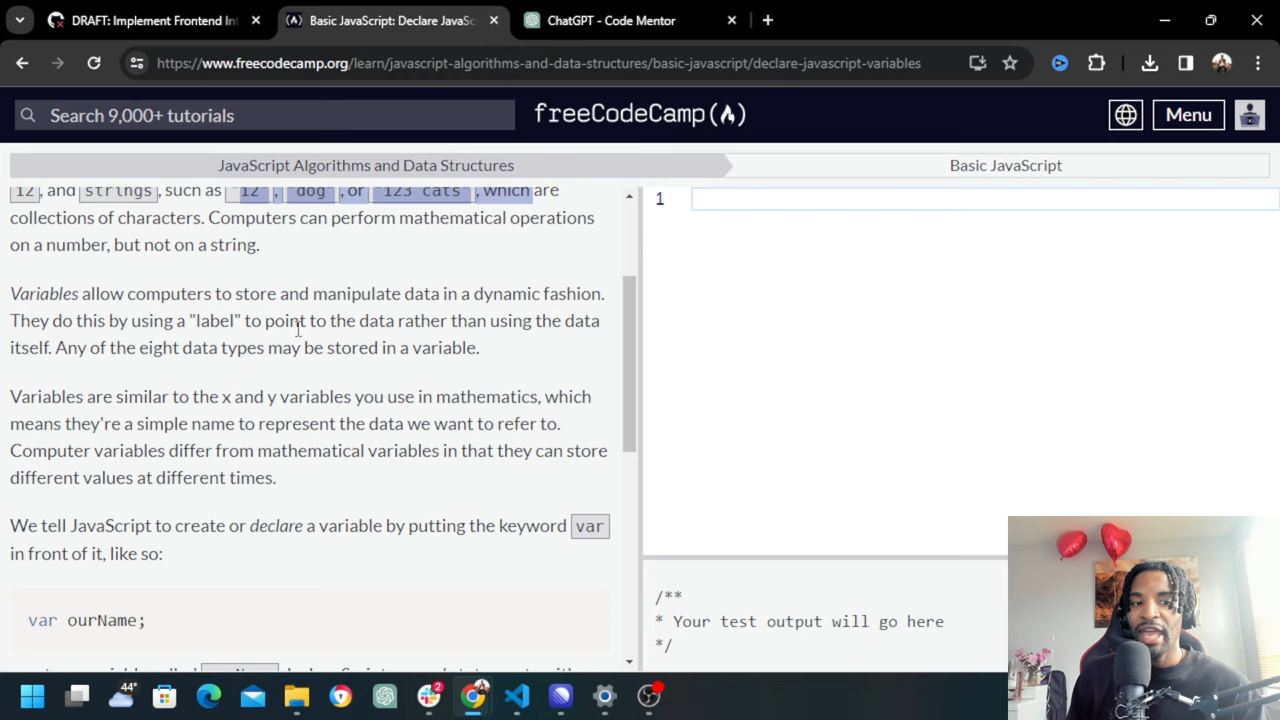 DRAFT: Implement Frontend In
Basic JavaScript: Declare JavaSc
ChatGPT - Code Mentor
https://www.freecodecamp.org/learn/javascript-algorithms-and-data-structures/basic-javascript/declare-javascript-variables
Search 9,000+ tutorials
freeCodeCamp(🔥)
Menu
JavaScript Algorithms and Data Structures
Basic JavaScript
12, and strings, such as "12", "dog", or "123 cats", which are
collections of characters. Computers can perform mathematical operations
on a number, but not on a string.
Variables allow computers to store and manipulate data in a dynamic fashion.
They do this by using a "label" to point to the data rather than using the data
itself. Any of the eight data types may be stored in a variable.
Variables are similar to the x and y variables you use in mathematics, which
means they're a simple name to represent the data we want to refer to.
Computer variables differ from mathematical variables in that they can store
different values at different times.
We tell JavaScript to create or declare a variable by putting the keyword var
in front of it, like so:
var ourName;
1
/**
* Your test output will go here
*/
44°
2